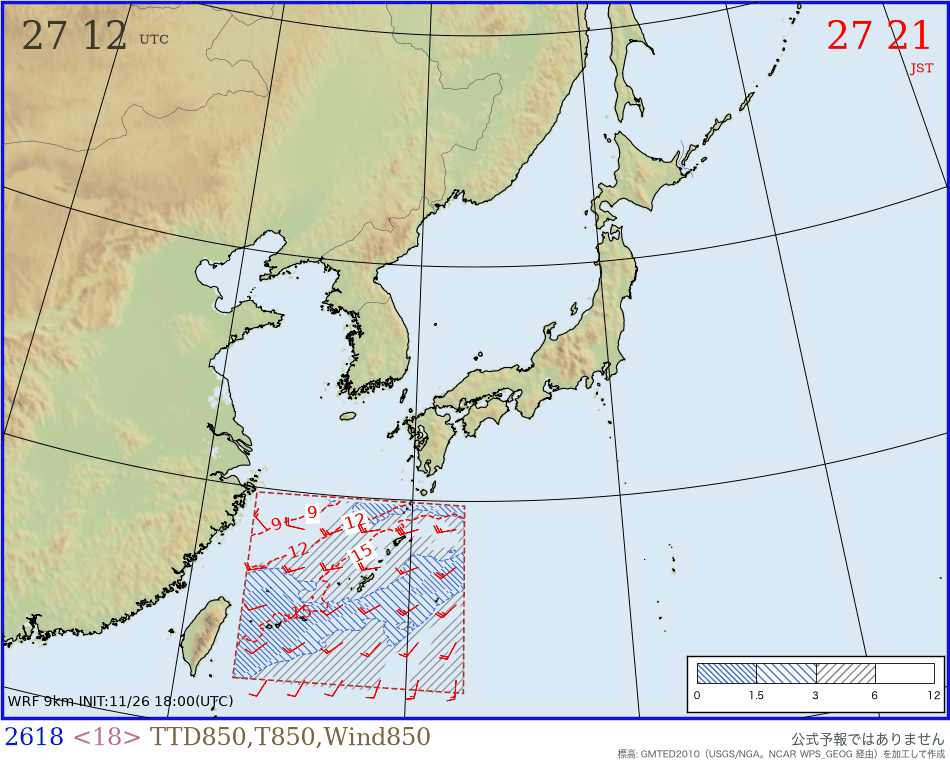 27 12 UTC
27 21
JST
9 9 12
12 15
15
WRF 9km INIT:11/26 18:00(UTC)
0 1.5 3 6 12
2618 <18> TTD850,T850,Wind850
公式予報ではありません
標高: GMTED2010（USGS/NGA。NCAR WPS_GEOG 経由）を加工して作成